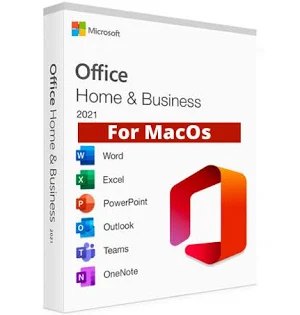 Microsoft
Office
Home & Business
2021
For MacOs
Word
Excel
PowerPoint
Outlook
Teams
OneNote
Office Home & Business
2021